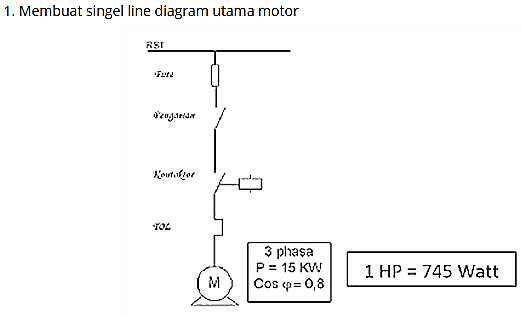 1. Membuat singel line diagram utama motor
RST
Fuse
Pengaman
Kontaktor
TOL
3 phasa
P = 15 KW
M
Cos φ = 0,8
1 HP = 745 Watt